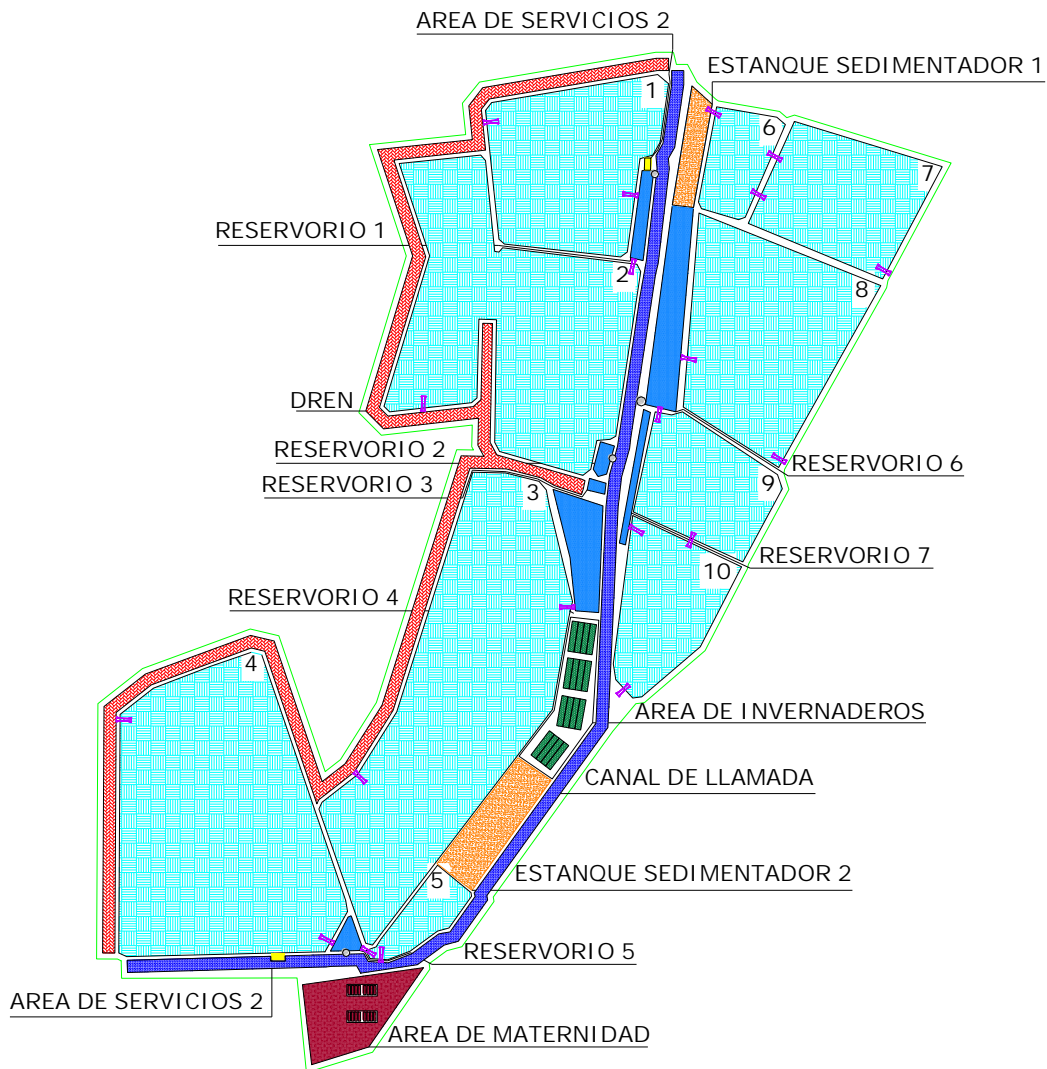 AREA DE SERVICIOS 2
ESTANQUE SEDIMENTADOR 1
1
6
7
RESERVORIO 1
2
8
DREN
RESERVORIO 2
RESERVORIO 6
RESERVORIO 3
3
9
RESERVORIO 7
10
RESERVORIO 4
4
AREA DE INVERNADEROS
CANAL DE LLAMADA
ESTANQUE SEDIMENTADOR 2
5
RESERVORIO 5
AREA DE SERVICIOS 2
AREA DE MATERNIDAD